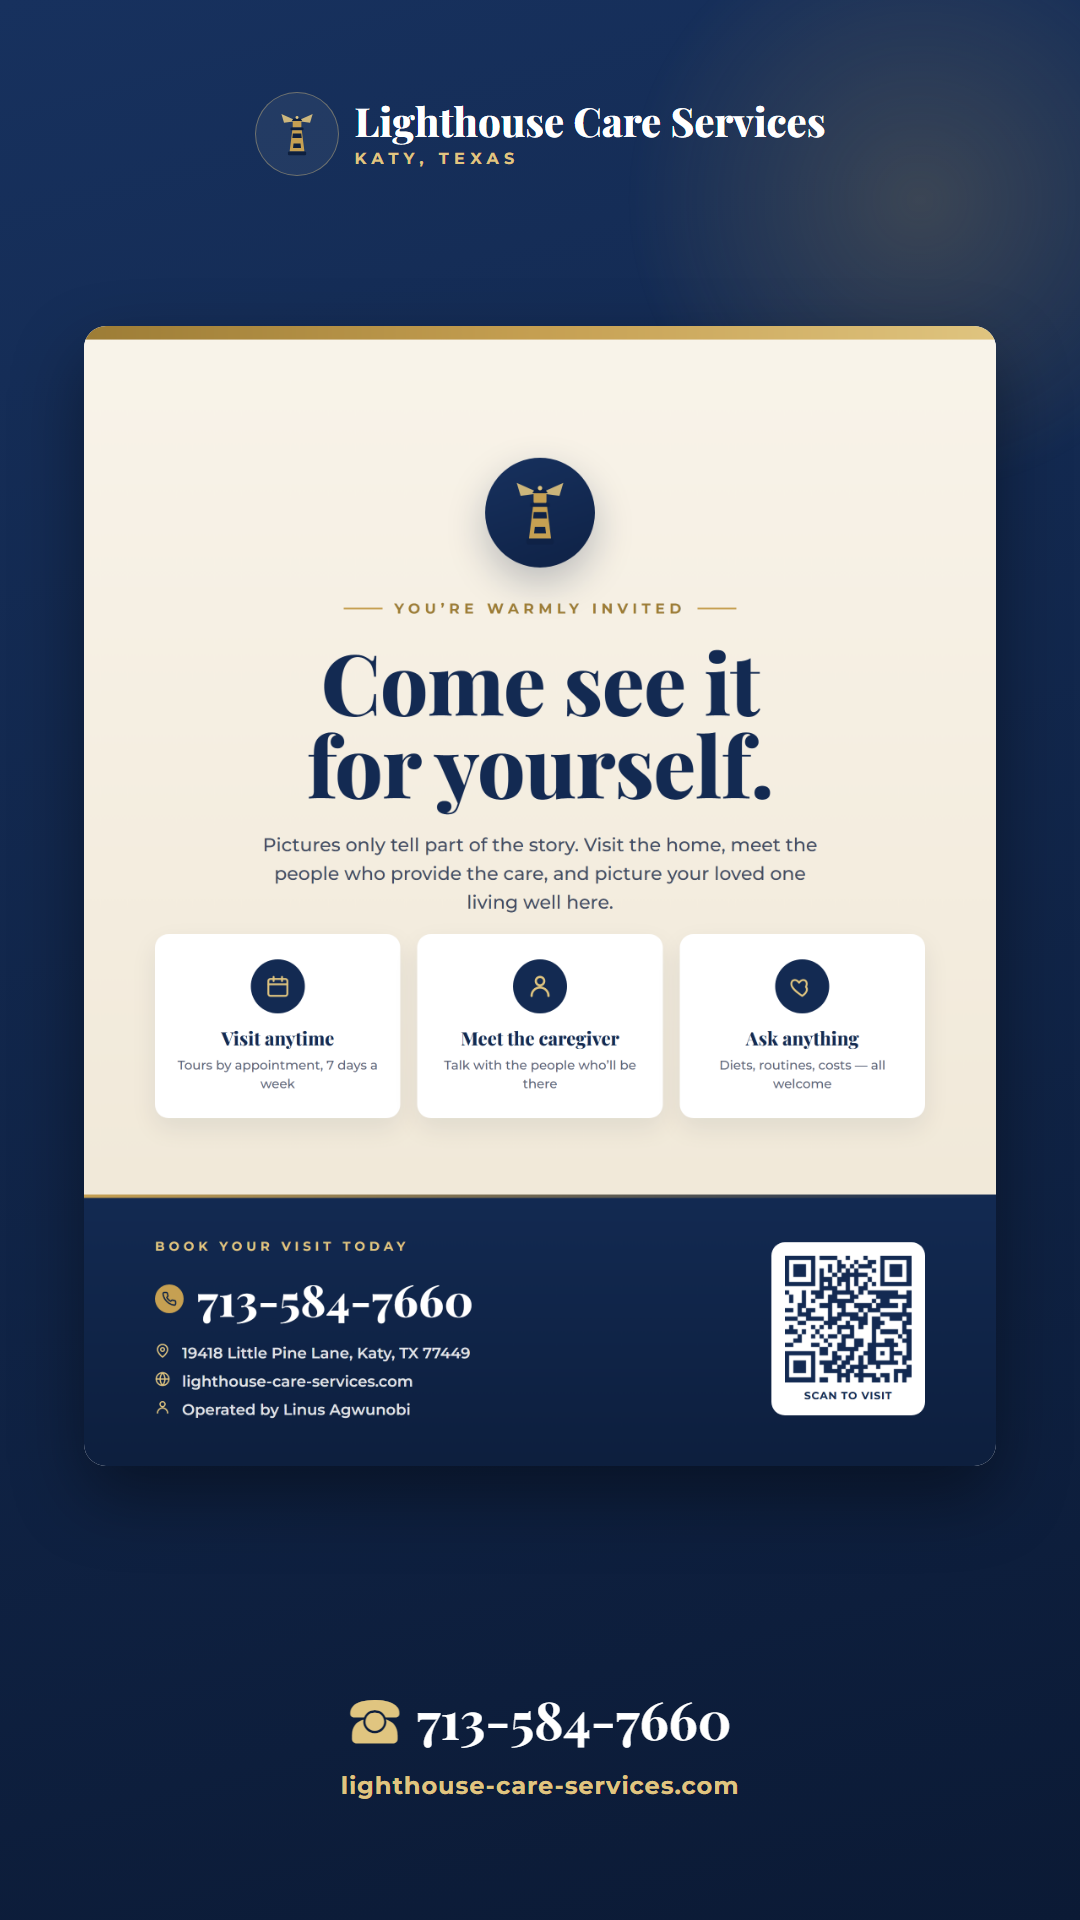 Lighthouse Care Services
KATY, TEXAS
YOU’RE WARMLY INVITED
Come see it
for yourself.
Pictures only tell part of the story. Visit the home, meet the
people who provide the care, and picture your loved one
living well here.
Visit anytime
Tours by appointment, 7 days a
week
Meet the caregiver
Talk with the people who’ll be
there
Ask anything
Diets, routines, costs — all
welcome
BOOK YOUR VISIT TODAY
713-584-7660
19418 Little Pine Lane, Katy, TX 77449
lighthouse-care-services.com
Operated by Linus Agwunobi
SCAN TO VISIT
713-584-7660
lighthouse-care-services.com